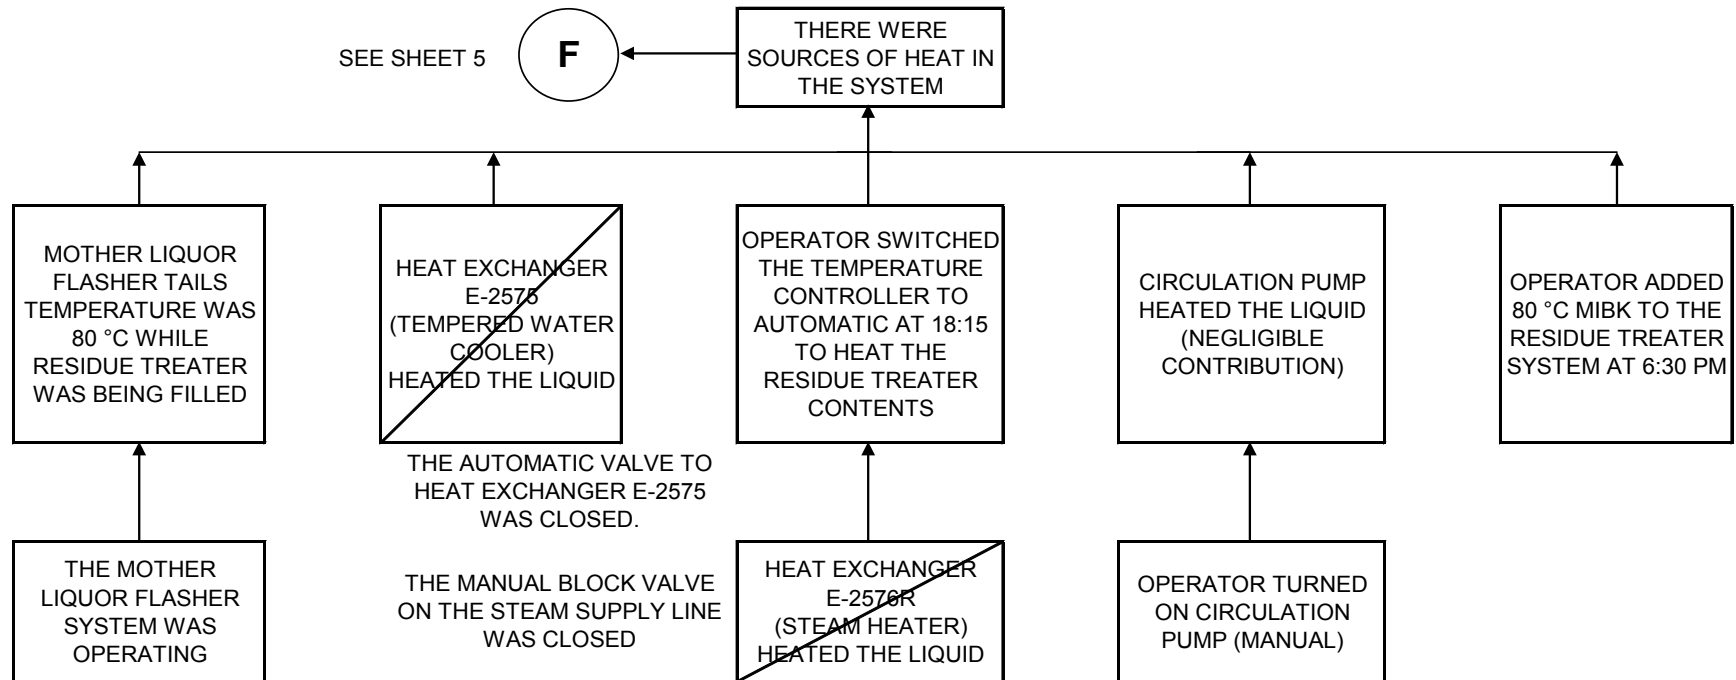 SEE SHEET 5
F
THERE WERE
SOURCES OF HEAT IN
THE SYSTEM
MOTHER LIQUOR
FLASHER TAILS
TEMPERATURE WAS
80 °C WHILE
RESIDUE TREATER
WAS BEING FILLED
HEAT EXCHANGER
E-2575
(TEMPERED WATER
COOLER)
HEATED THE LIQUID
OPERATOR SWITCHED
THE TEMPERATURE
CONTROLLER TO
AUTOMATIC AT 18:15
TO HEAT THE
RESIDUE TREATER
CONTENTS
CIRCULATION PUMP
HEATED THE LIQUID
(NEGLIGIBLE
CONTRIBUTION)
OPERATOR ADDED
80 °C MIBK TO THE
RESIDUE TREATER
SYSTEM AT 6:30 PM
THE AUTOMATIC VALVE TO
HEAT EXCHANGER E-2575
WAS CLOSED.
THE MOTHER
LIQUOR FLASHER
SYSTEM WAS
OPERATING
THE MANUAL BLOCK VALVE
ON THE STEAM SUPPLY LINE
WAS CLOSED
HEAT EXCHANGER
E-2576R
(STEAM HEATER)
HEATED THE LIQUID
OPERATOR TURNED
ON CIRCULATION
PUMP (MANUAL)